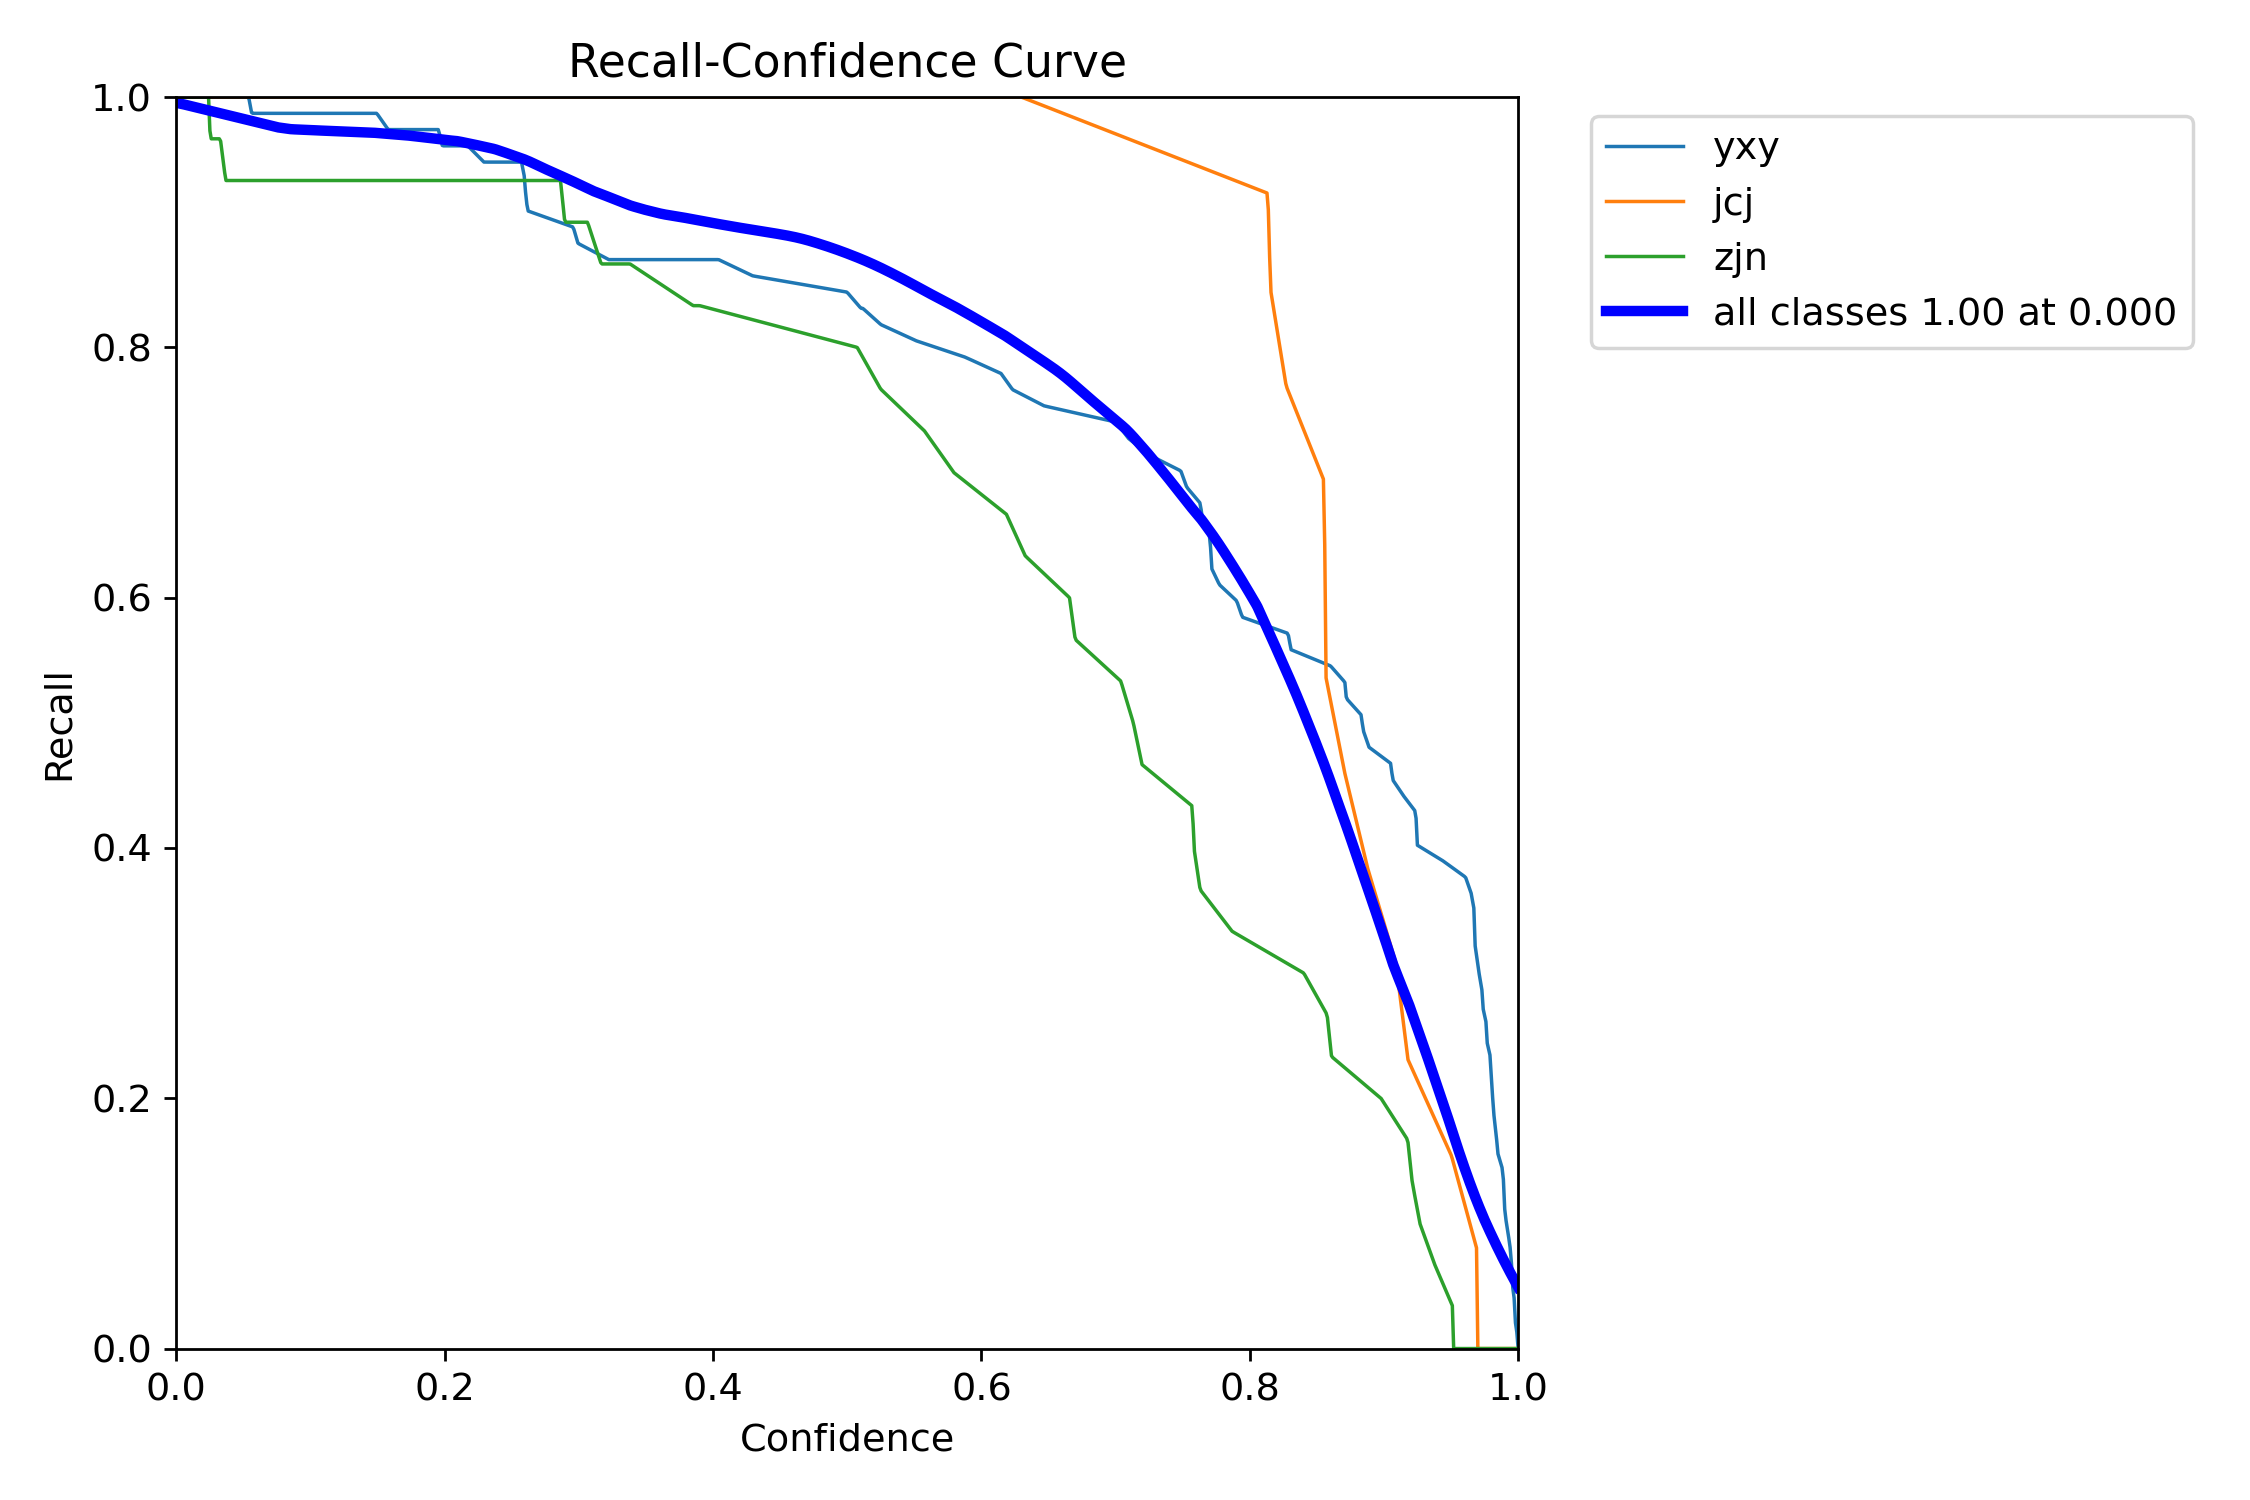 Recall-Confidence Curve
1.0
0.8
0.6
0.4
0.2
0.0
Recall
0.0 0.2 0.4 0.6 0.8 1.0
Confidence
yxy
jcj
zjn
all classes 1.00 at 0.000